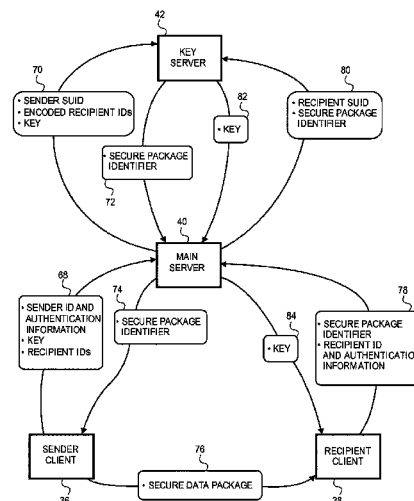 42
KEY
SERVER
70
• SENDER SUID
• ENCODED RECIPIENT IDs
• KEY
80
• RECIPIENT SUID
• SECURE PACKAGE
IDENTIFIER
82
• KEY
• SECURE PACKAGE
IDENTIFIER
72
40
MAIN
SERVER
68
• SENDER ID AND
AUTHENTICATION
INFORMATION
• KEY
• RECIPIENT IDs
74
• SECURE PACKAGE
IDENTIFIER
84
• KEY
78
• SECURE PACKAGE
IDENTIFIER
• RECIPIENT ID
AND AUTHENTICATION
INFORMATION
SENDER
CLIENT
36
76
• SECURE DATA PACKAGE
RECIPIENT
CLIENT
38